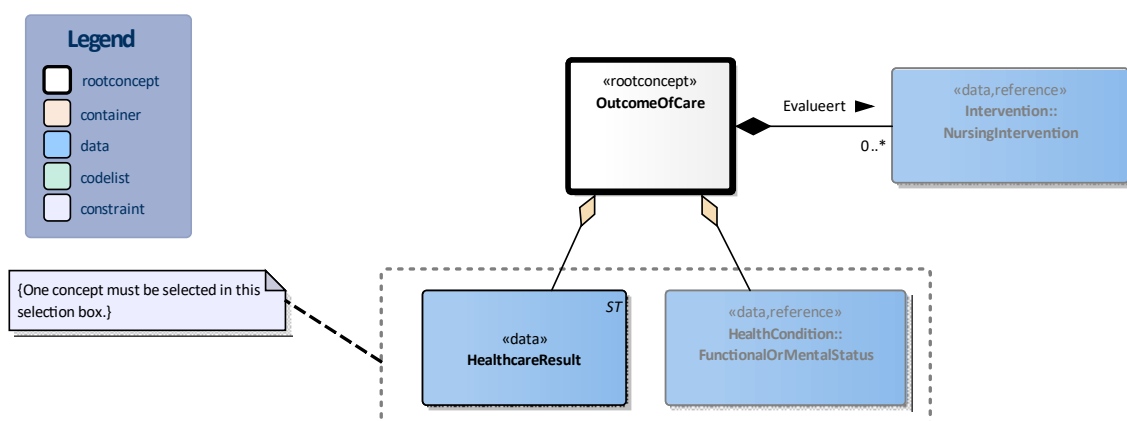 Legend
rootconcept
container
data
codelist
constraint
«rootconcept»
OutcomeOfCare
Evalueert
0..*
«data,reference»
Intervention::
NursingIntervention
{One concept must be selected in this
selection box.}
ST
«data»
HealthcareResult
«data,reference»
HealthCondition::
FunctionalOrMentalStatus